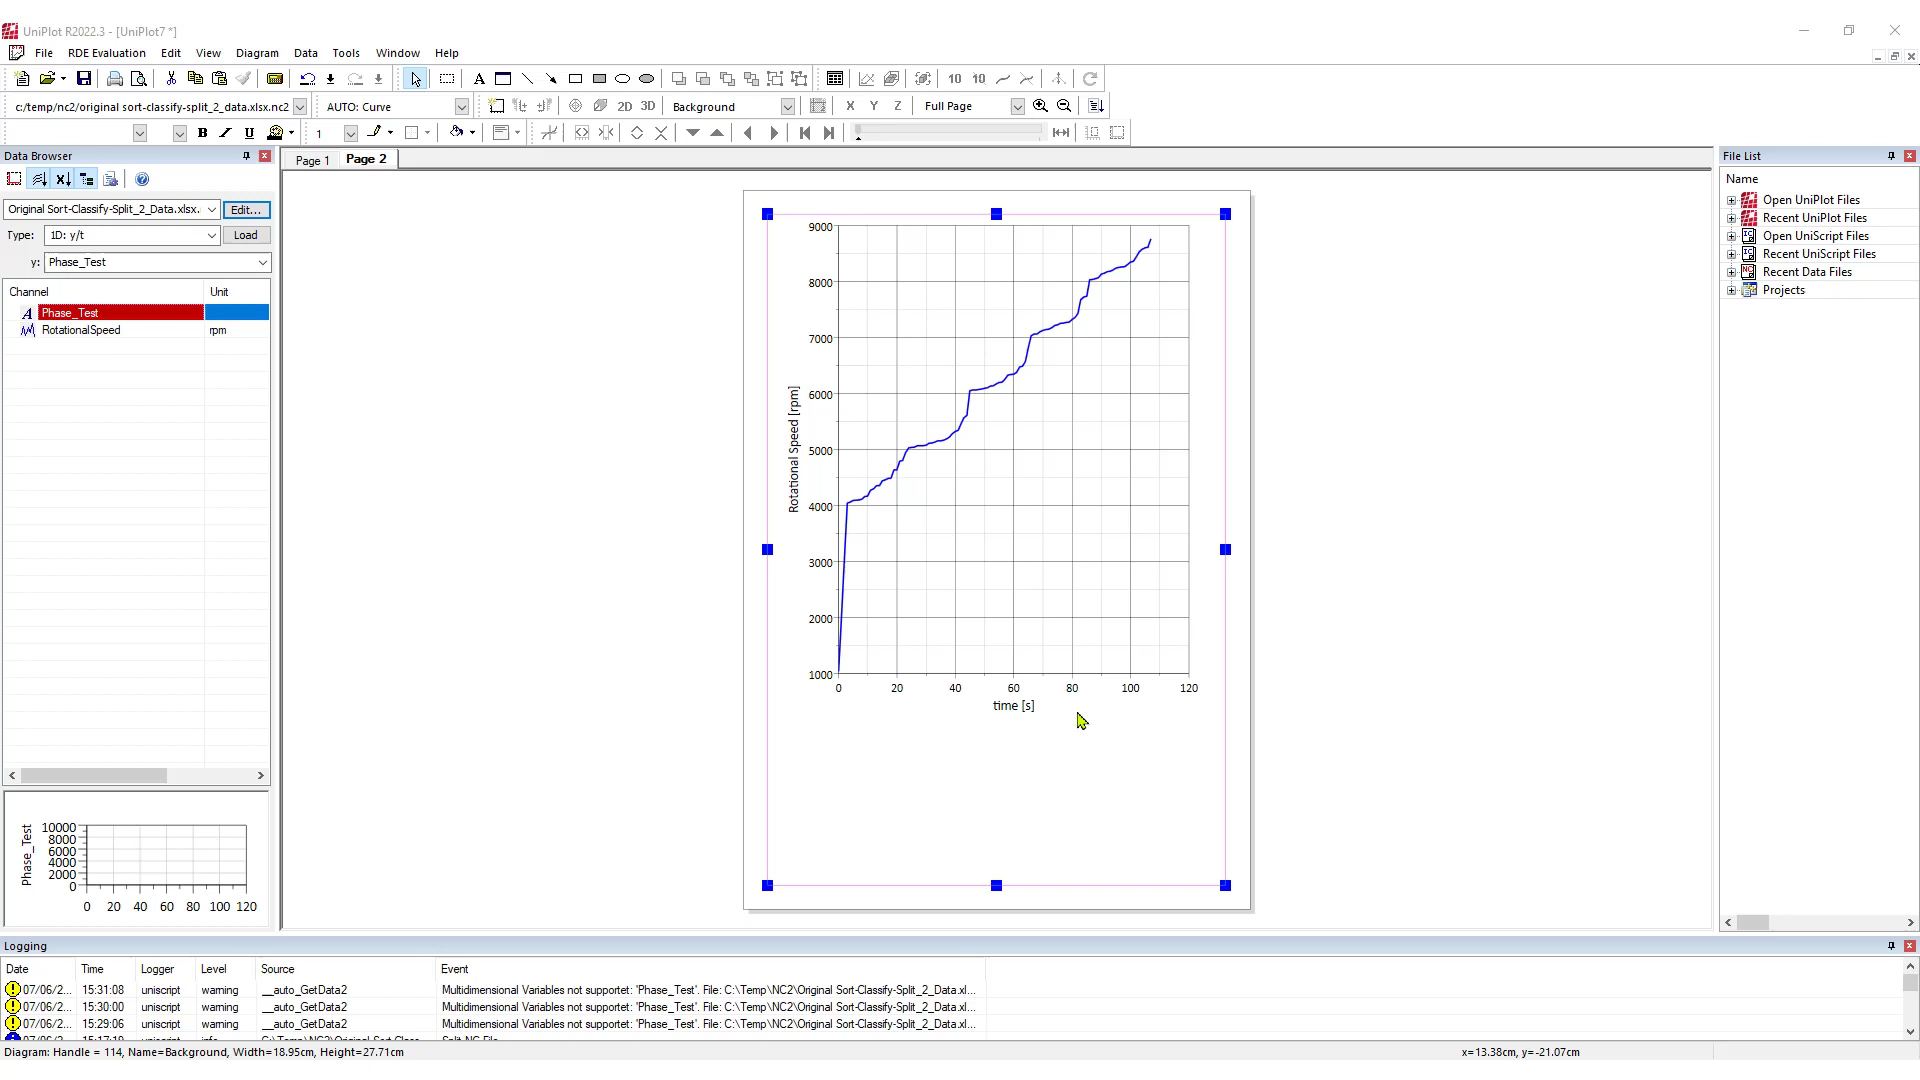 UniPlot R2022.3 - [UniPlot7 *]
File RDE Evaluation Edit View Diagram Data Tools Window Help
A 10 10
c:/temp/nc2/original sort-classify-split_2_data.xlsx.nc2 AUTO: Curve 2D 3D Background X Y Z Full Page
B I U 1
Data Browser
Original Sort-Classify-Split_2_Data.xlsx. Edit...
Type: 1D: y/t Load
y: Phase_Test
Channel Unit
Phase_Test
RotationalSpeed rpm
Phase_Test
10000
8000
6000
4000
2000
0
0 20 40 60 80 100 120
Page 1 Page 2
9000
8000
7000
6000
5000
4000
3000
2000
1000
Rotational Speed [rpm]
0 20 40 60 80 100 120
time [s]
File List
Name
Open UniPlot Files
Recent UniPlot Files
Open UniScript Files
Recent UniScript Files
Recent Data Files
Projects
Logging
Date Time Logger Level Source Event
07/06/2... 15:31:08 uniscript warning __auto_GetData2 Multidimensional Variables not supportet: 'Phase_Test'. File: C:\Temp\NC2\Original Sort-Classify-Split_2_Data.xl...
07/06/2... 15:30:00 uniscript warning __auto_GetData2 Multidimensional Variables not supportet: 'Phase_Test'. File: C:\Temp\NC2\Original Sort-Classify-Split_2_Data.xl...
07/06/2... 15:29:06 uniscript warning __auto_GetData2 Multidimensional Variables not supportet: 'Phase_Test'. File: C:\Temp\NC2\Original Sort-Classify-Split_2_Data.xl...
Diagram: Handle = 114, Name=Background, Width=18.95cm, Height=27.71cm x=13.38cm, y=-21.07cm